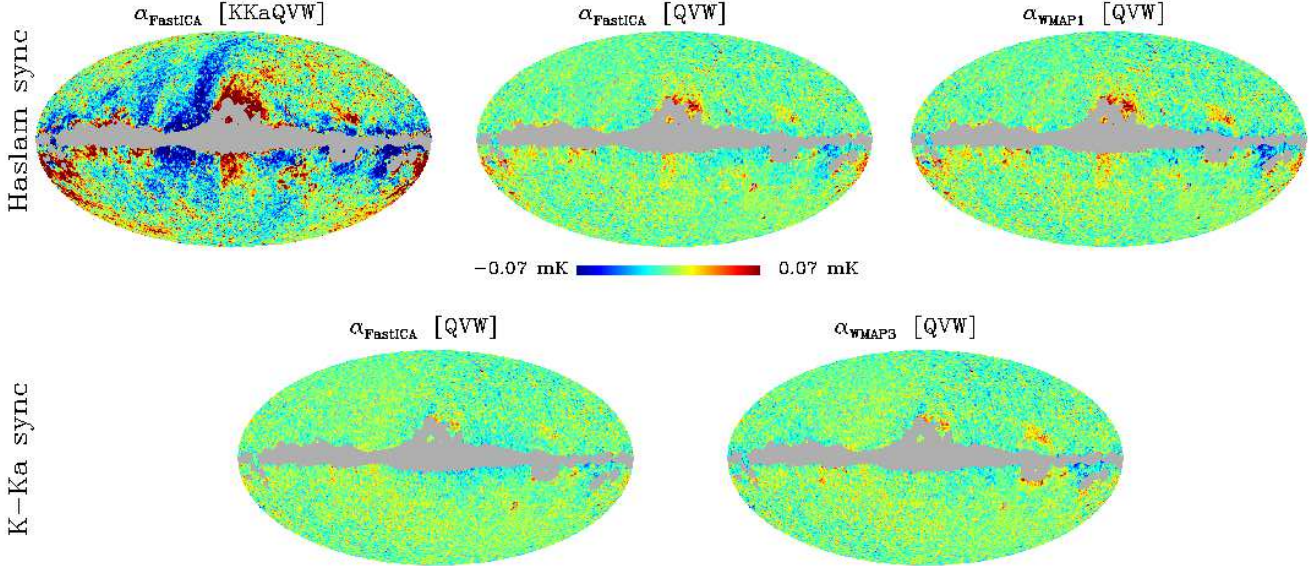 α_FastICA [KKaQVW]
α_FastICA [QVW]
α_WMAP1 [QVW]
Haslam sync
−0.07 mK
0.07 mK
α_FastICA [QVW]
α_WMAP3 [QVW]
K−Ka sync